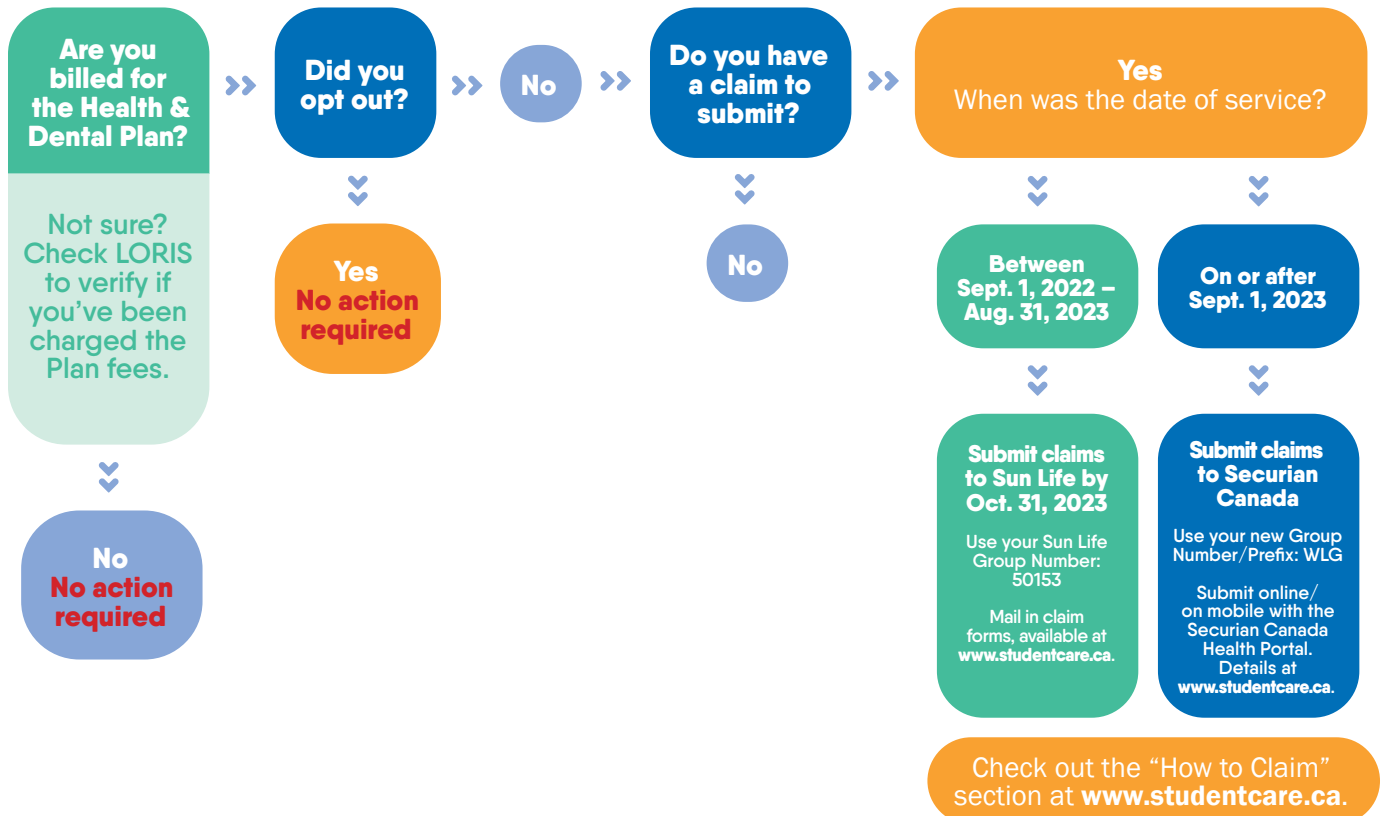 Are you
billed for
the Health &
Dental Plan?
Not sure?
Check LORIS
to verify if
you've been
charged the
Plan fees.
No
No action
required
Did you
opt out?
Yes
No action
required
No
Do you have
a claim to
submit?
No
Yes
When was the date of service?
Between
Sept. 1, 2022 –
Aug. 31, 2023
Submit claims
to Sun Life by
Oct. 31, 2023
Use your Sun Life
Group Number:
50153
Mail in claim
forms, available at
www.studentcare.ca.
On or after
Sept. 1, 2023
Submit claims
to Securian
Canada
Use your new Group
Number/Prefix: WLG
Submit online/
on mobile with the
Securian Canada
Health Portal.
Details at
www.studentcare.ca.
Check out the “How to Claim”
section at www.studentcare.ca.